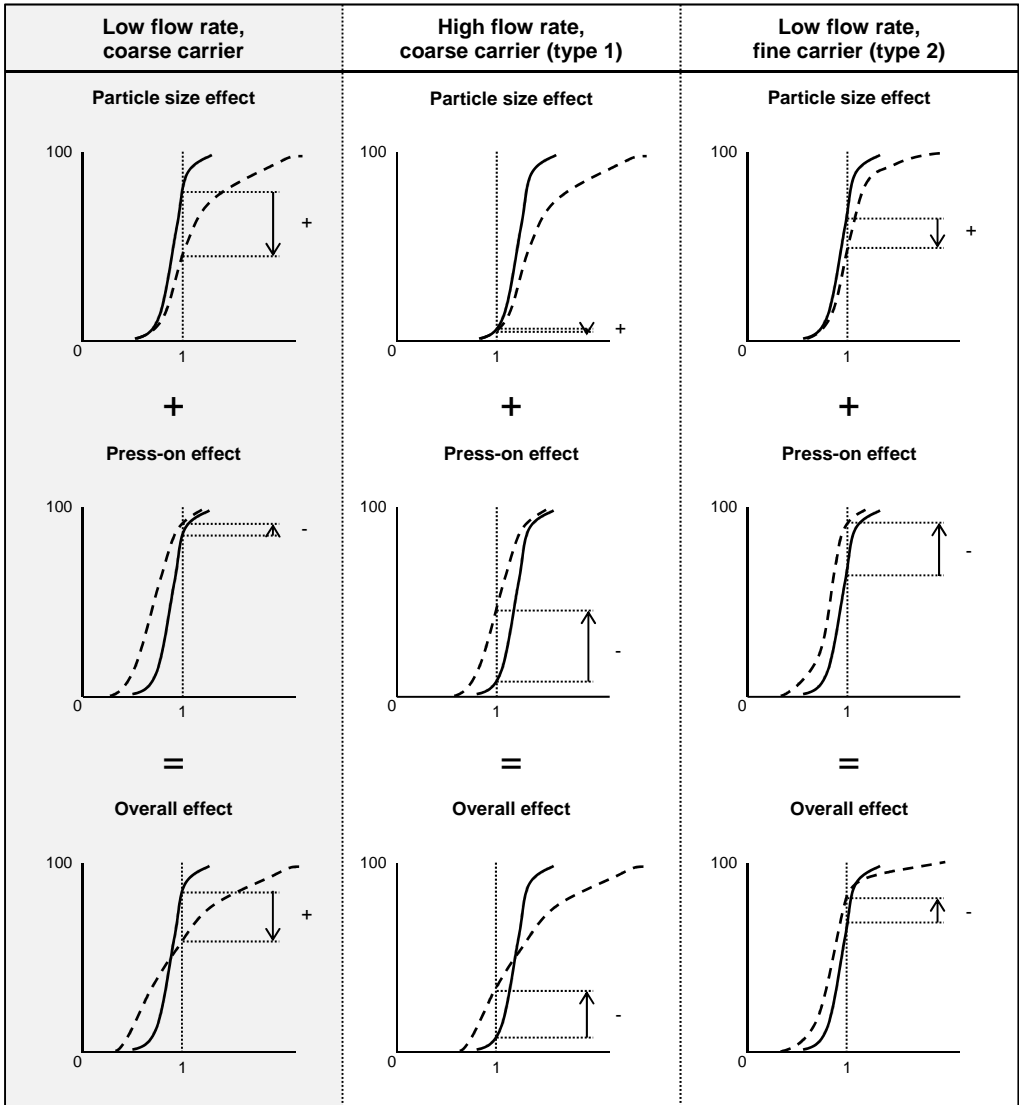 Low flow rate,
coarse carrier
High flow rate,
coarse carrier (type 1)
Low flow rate,
fine carrier (type 2)
Particle size effect
Particle size effect
Particle size effect
100
+
0
1
100
+
0
1
100
+
0
1
+
+
+
Press-on effect
Press-on effect
Press-on effect
100
-
0
1
100
-
0
1
100
-
0
1
=
=
=
Overall effect
Overall effect
Overall effect
100
+
0
1
100
-
0
1
100
-
0
1